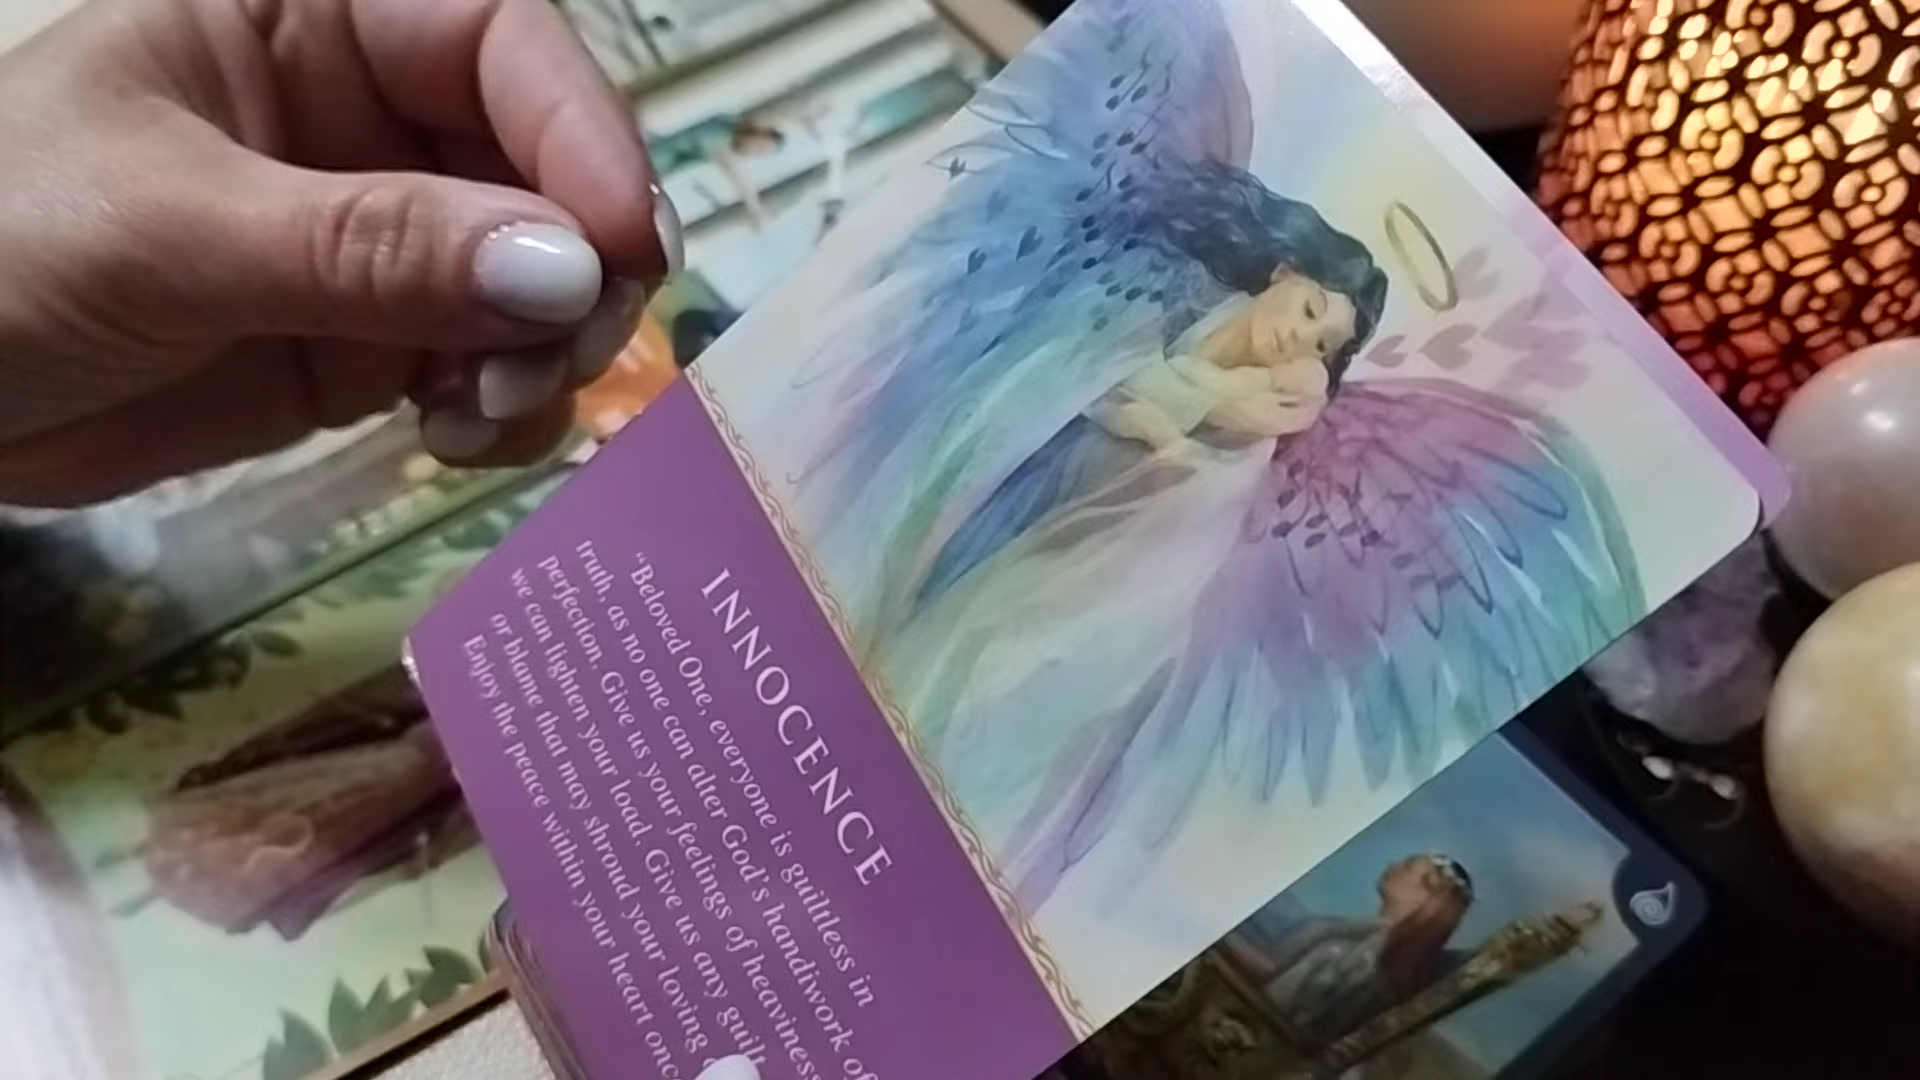 INNOCENCE
“Beloved One, everyone is guiltless in
truth, as no one can alter God’s handiwork of
perfection. Give us your feelings of heaviness
we can lighten your load. Give us any guilt
or blame that may shroud your loving
Enjoy the peace within your heart once